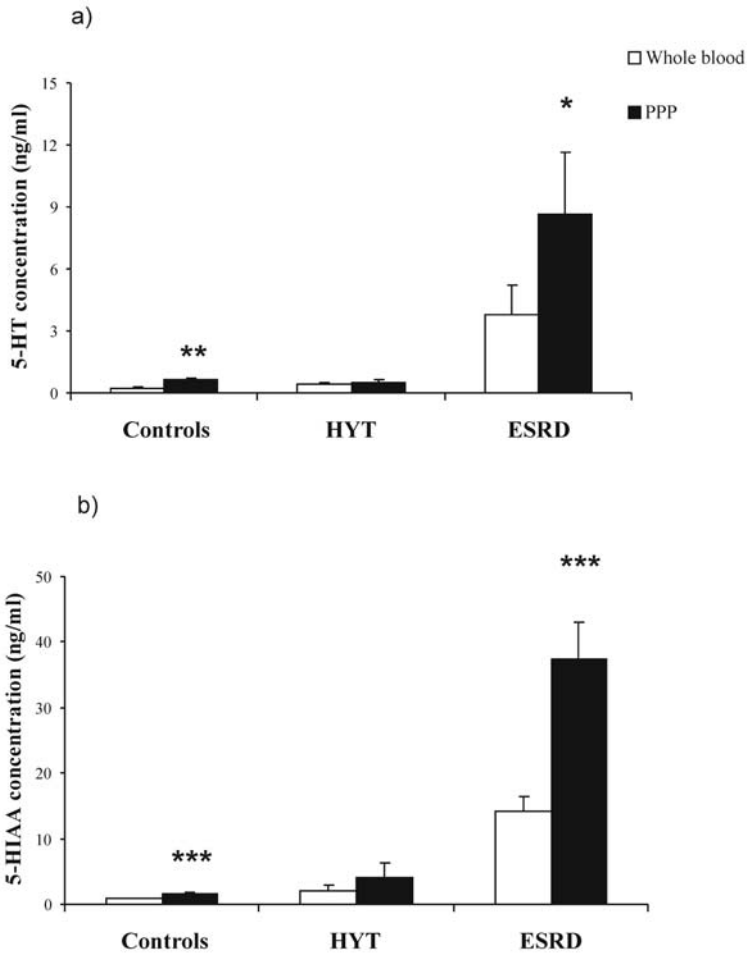 a)
Whole blood
PPP
5-HT concentration (ng/ml)
15
12
9
6
3
0
*
**
Controls
HYT
ESRD
b)
5-HIAA concentration (ng/ml)
50
40
30
20
10
0
***
***
Controls
HYT
ESRD